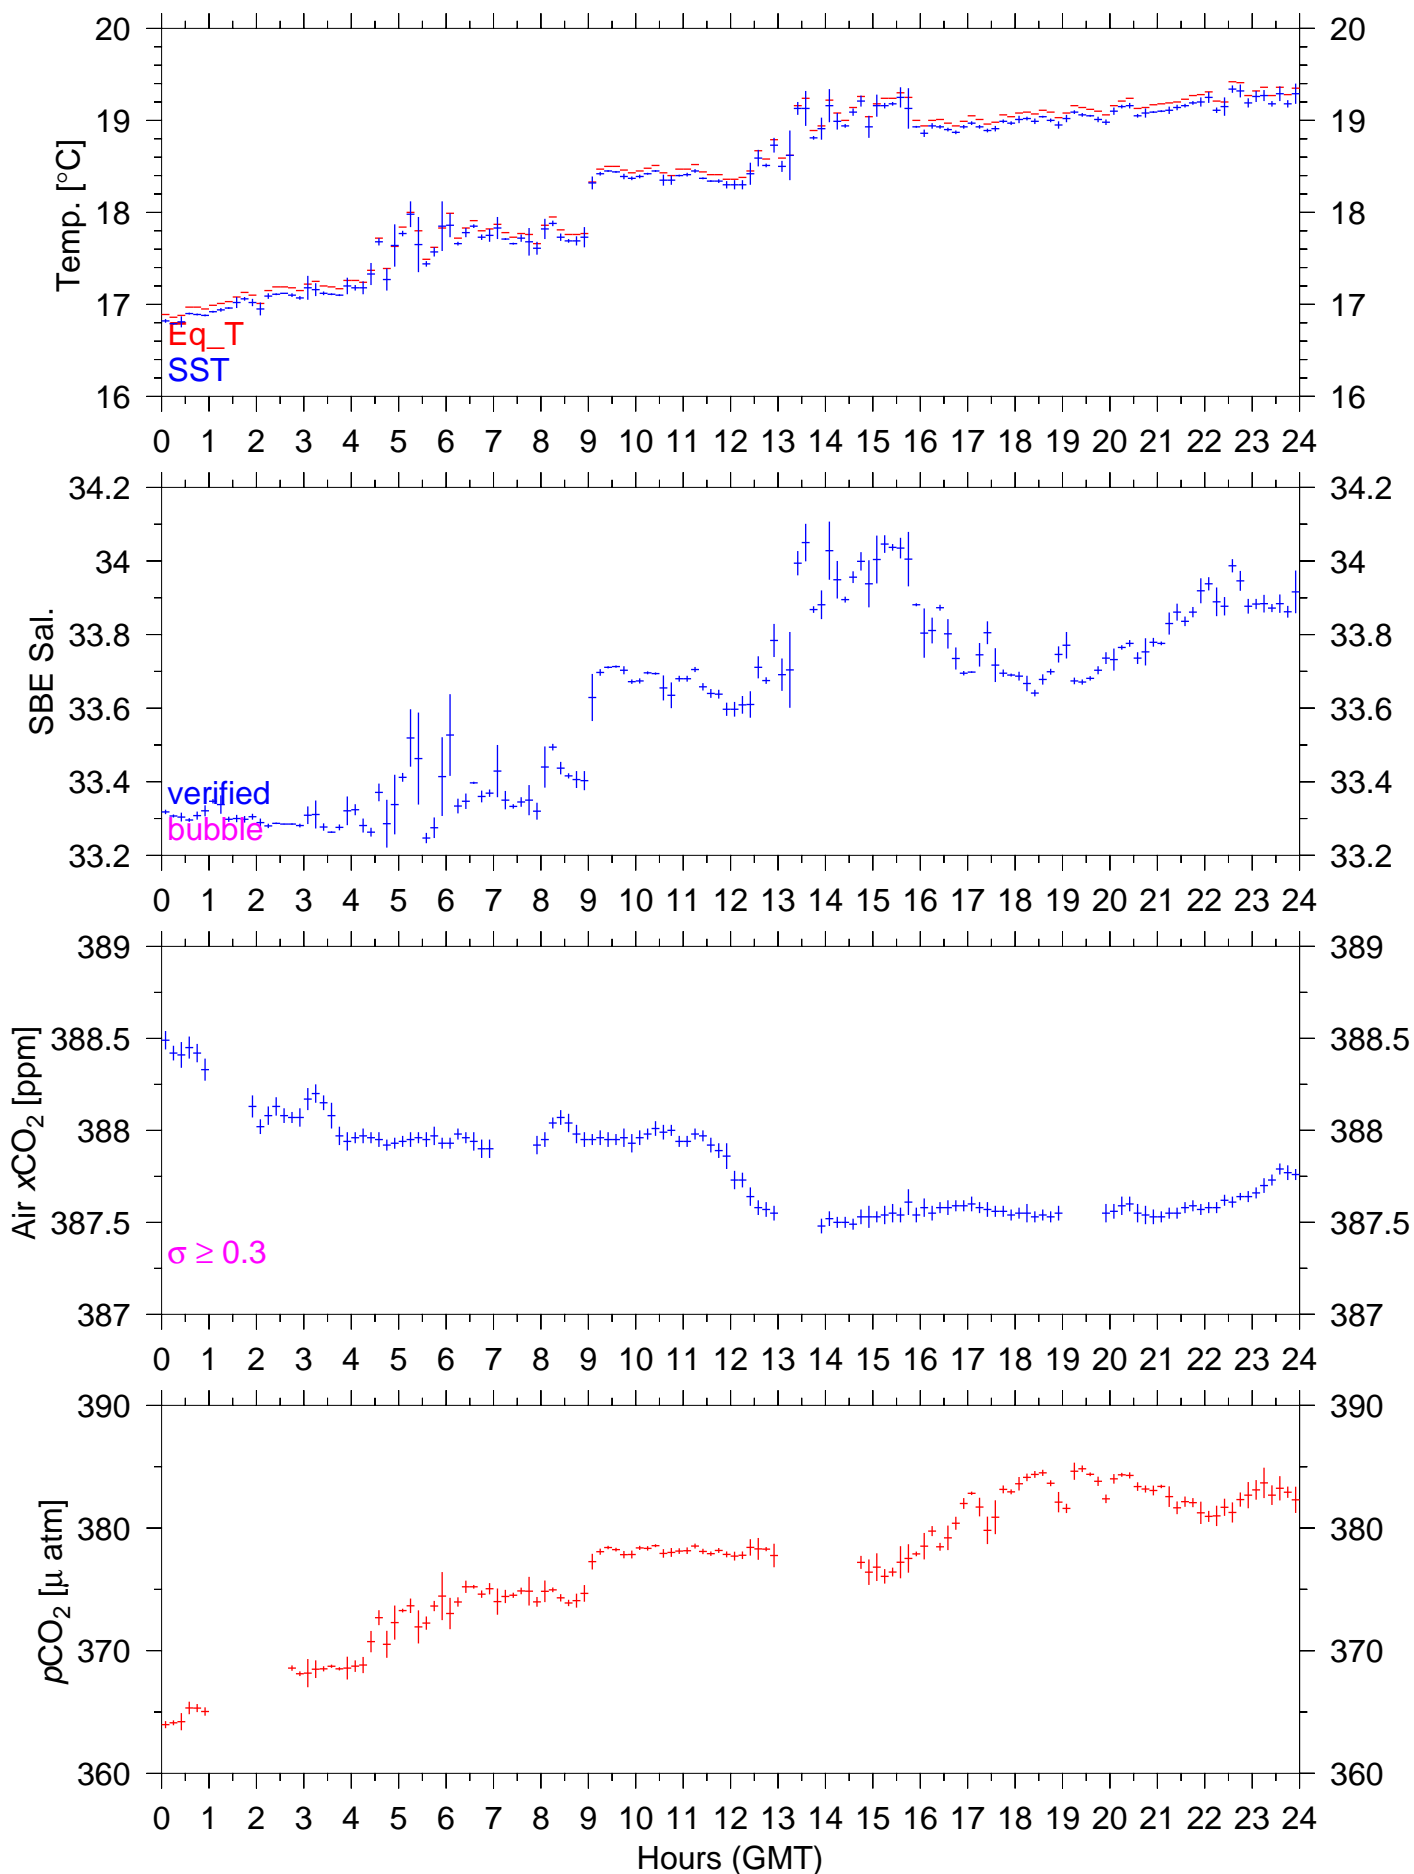 20 20
19 19
18 18
17 17
16 16
Temp. [°C]
Eq_T
SST
0 1 2 3 4 5 6 7 8 9 10 11 12 13 14 15 16 17 18 19 20 21 22 23 24
34.2 34.2
34 34
33.8 33.8
33.6 33.6
33.4 33.4
33.2 33.2
SBE Sal.
verified
bubble
0 1 2 3 4 5 6 7 8 9 10 11 12 13 14 15 16 17 18 19 20 21 22 23 24
389 389
388.5 388.5
388 388
387.5 387.5
387 387
Air xCO₂ [ppm]
σ ≥ 0.3
0 1 2 3 4 5 6 7 8 9 10 11 12 13 14 15 16 17 18 19 20 21 22 23 24
390 390
380 380
370 370
360 360
pCO₂ [μ atm]
0 1 2 3 4 5 6 7 8 9 10 11 12 13 14 15 16 17 18 19 20 21 22 23 24
Hours (GMT)